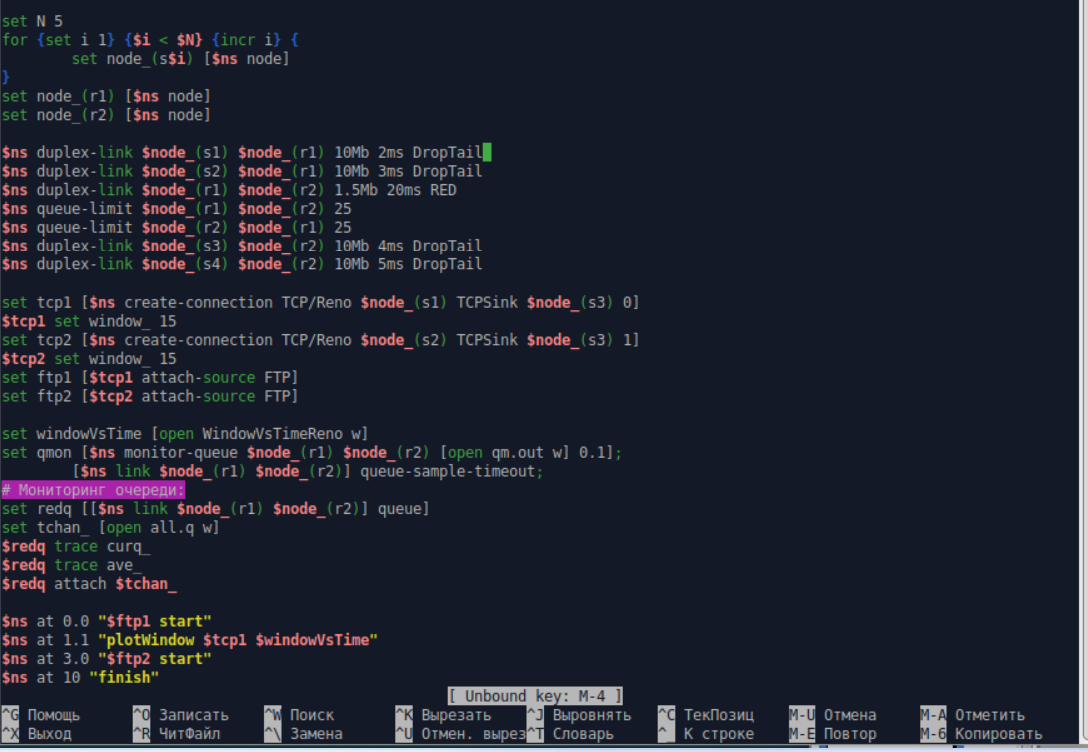 set N 5
for {set i 1} {$i < $N} {incr i} {
        set node_(s$i) [$ns node]
}
set node_(r1) [$ns node]
set node_(r2) [$ns node]

$ns duplex-link $node_(s1) $node_(r1) 10Mb 2ms DropTail
$ns duplex-link $node_(s2) $node_(r1) 10Mb 3ms DropTail
$ns duplex-link $node_(r1) $node_(r2) 1.5Mb 20ms RED
$ns queue-limit $node_(r1) $node_(r2) 25
$ns queue-limit $node_(r2) $node_(r1) 25
$ns duplex-link $node_(s3) $node_(r2) 10Mb 4ms DropTail
$ns duplex-link $node_(s4) $node_(r2) 10Mb 5ms DropTail

set tcp1 [$ns create-connection TCP/Reno $node_(s1) TCPSink $node_(s3) 0]
$tcp1 set window_ 15
set tcp2 [$ns create-connection TCP/Reno $node_(s2) TCPSink $node_(s3) 1]
$tcp2 set window_ 15
set ftp1 [$tcp1 attach-source FTP]
set ftp2 [$tcp2 attach-source FTP]

set windowVsTime [open WindowVsTimeReno w]
set qmon [$ns monitor-queue $node_(r1) $node_(r2) [open qm.out w] 0.1];
        [$ns link $node_(r1) $node_(r2)] queue-sample-timeout;
# Мониторинг очереди:
set redq [[$ns link $node_(r1) $node_(r2)] queue]
set tchan_ [open all.q w]
$redq trace curq_
$redq trace ave_
$redq attach $tchan_

$ns at 0.0 "$ftp1 start"
$ns at 1.1 "plotWindow $tcp1 $windowVsTime"
$ns at 3.0 "$ftp2 start"
$ns at 10 "finish"
[ Unbound key: M-4 ]
^G Помощь ^O Записать ^W Поиск ^K Вырезать ^J Выровнять ^C ТекПозиц M-U Отмена M-A Отметить
^X Выход ^R ЧитФайл ^\ Замена ^U Отмен. вырез ^T Словарь ^_ К строке M-E Повтор M-6 Копировать